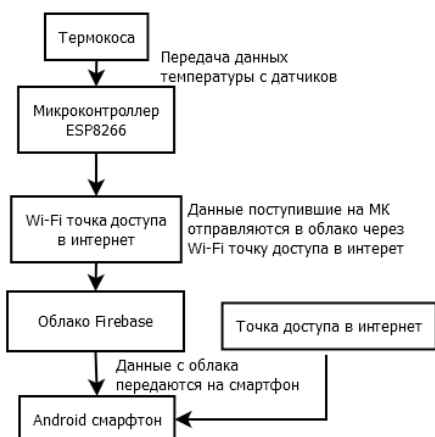 Термокоса
Передача данных
температуры с датчиков
Микроконтроллер
ESP8266
Wi-Fi точка доступа
в интернет
Данные поступившие на МК
отправляются в облако через
Wi-Fi точку доступа в интерет
Облако Firebase
Точка доступа в интернет
Данные с облака
передаются на смартфон
Android смарфтон